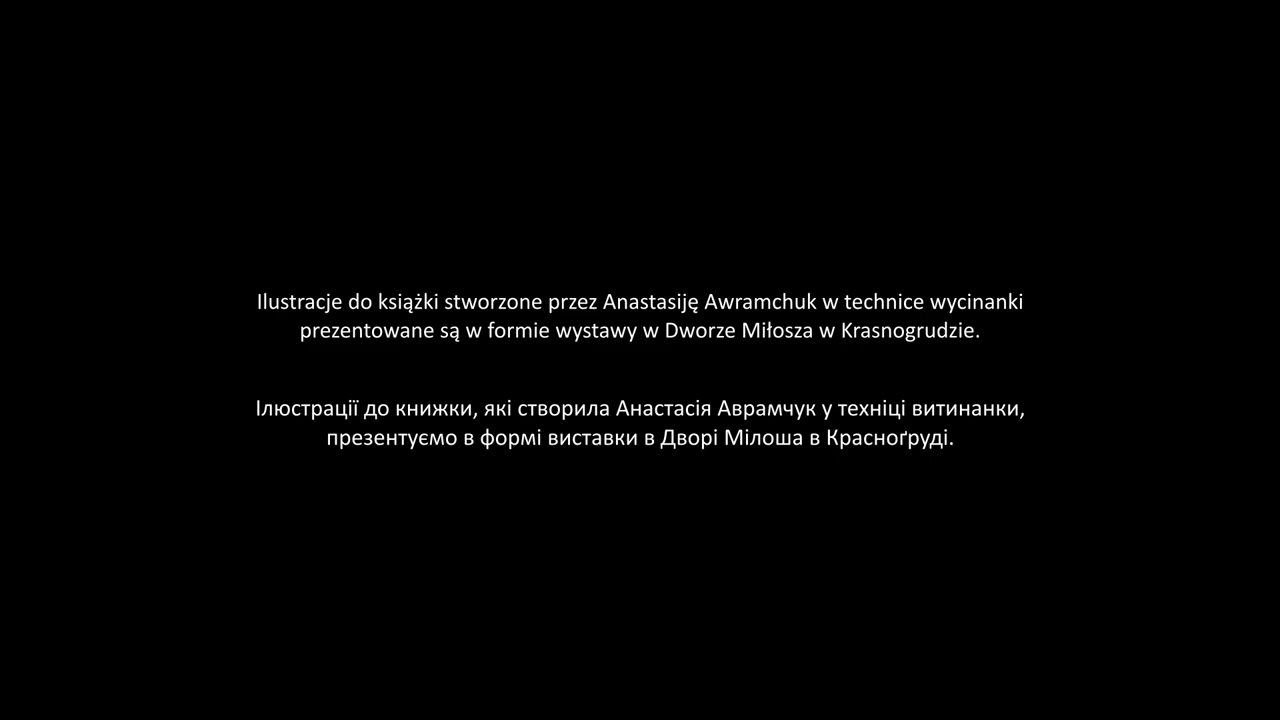 Ilustracje do książki stworzone przez Anastasiję Awramchuk w technice wycinanki
prezentowane są w formie wystawy w Dworze Miłosza w Krasnogrudzie.
Ілюстрації до книжки, які створила Анастасія Аврамчук у техніці витинанки,
презентуємо в формі виставки в Дворі Мілоша в Красноґруді.